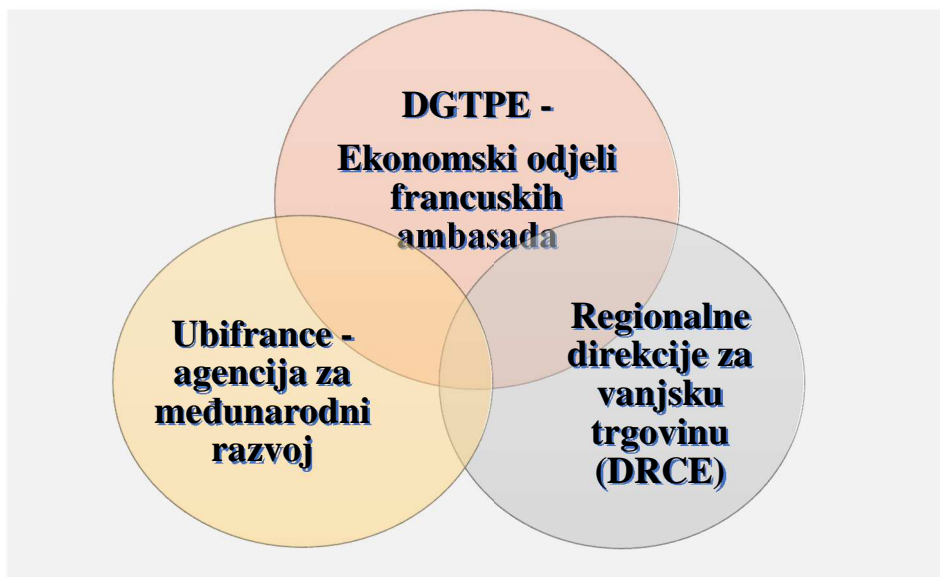 DGTPE -
Ekonomski odjeli
francuskih
ambasada
Ubifrance -
agencija za
međunarodni
razvoj
Regionalne
direkcije za
vanjsku
trgovinu
(DRCE)